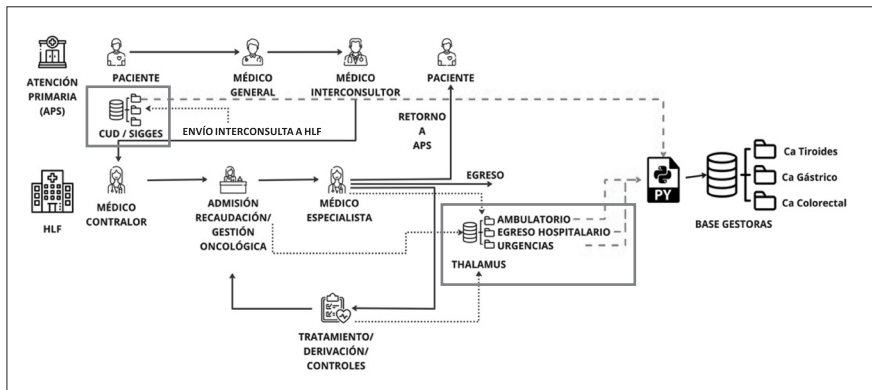 ATENCIÓN
PRIMARIA
(APS)
PACIENTE
MÉDICO
GENERAL
MÉDICO
INTERCONSULTOR
PACIENTE
CUD / SIGGES
ENVÍO INTERCONSULTA A HLF
RETORNO
A
APS
HLF
MÉDICO
CONTRALOR
ADMISIÓN
RECAUDACIÓN/
GESTIÓN
ONCOLÓGICA
MÉDICO
ESPECIALISTA
EGRESO
AMBULATORIO
EGRESO HOSPITALARIO
URGENCIAS
THALAMUS
PY
Ca Tiroides
Ca Gástrico
Ca Colorectal
BASE GESTORAS
TRATAMIENTO/
DERIVACIÓN/
CONTROLES